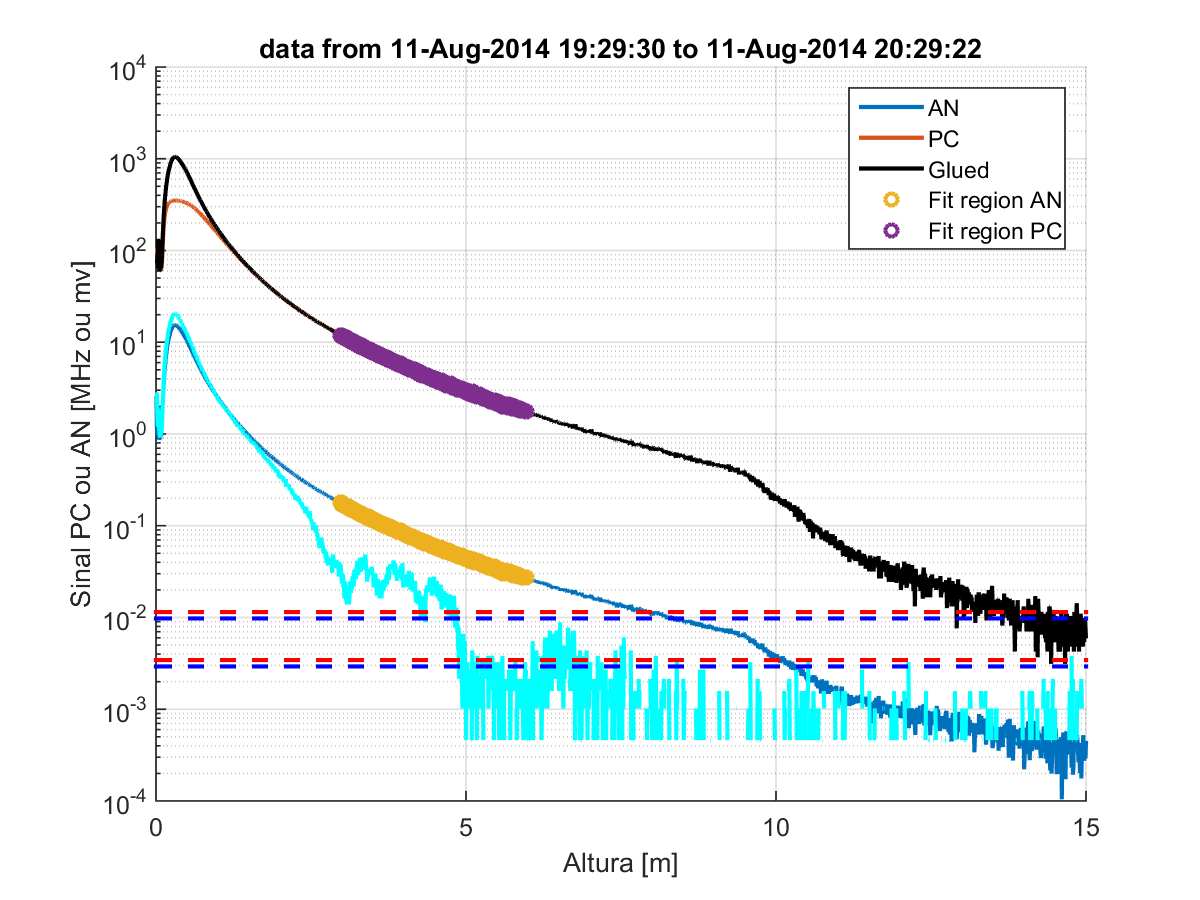 data from 11-Aug-2014 19:29:30 to 11-Aug-2014 20:29:22
Sinal PC ou AN [MHz ou mv]
10^4
10^3
10^2
10^1
10^0
10^-1
10^-2
10^-3
10^-4
AN
PC
Glued
Fit region AN
Fit region PC
0 5 10 15
Altura [m]